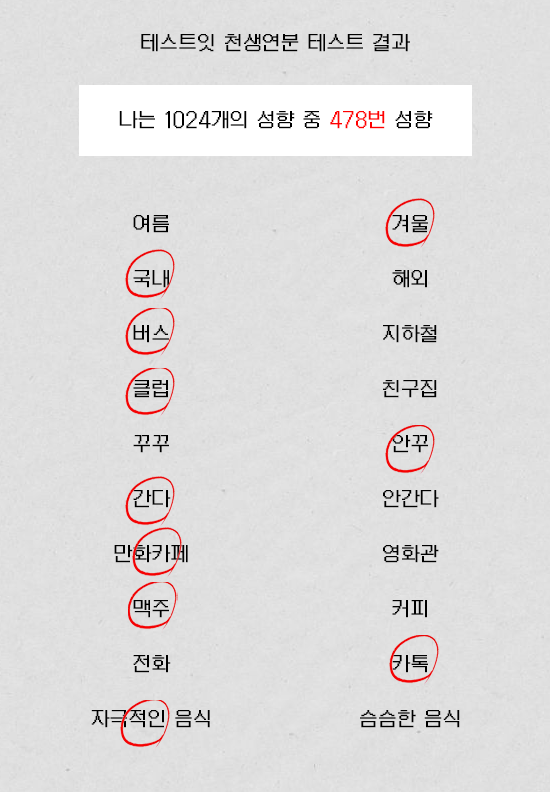 테스트잇 천생연분 테스트 결과
나는 1024개의 성향 중 478번 성향
여름 겨울
국내 해외
버스 지하철
클럽 친구집
꾸꾸 안꾸
간다 안간다
만화카페 영화관
맥주 커피
전화 카톡
자극적인 음식 슴슴한 음식